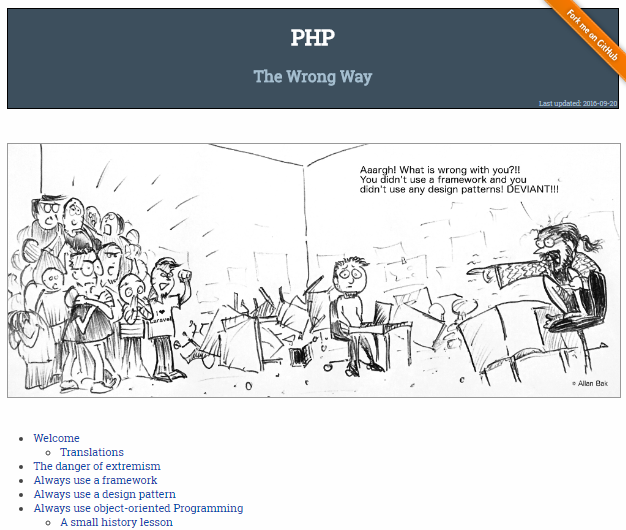 Fork me on GitHub
PHP
The Wrong Way
Last updated: 2016-09-20
Aaargh! What is wrong with you?!!
You didn't use a framework and you
didn't use any design patterns! DEVIANT!!!
I ♥
© Allan Bak
Welcome
Translations
The danger of extremism
Always use a framework
Always use a design pattern
Always use object-oriented Programming
A small history lesson